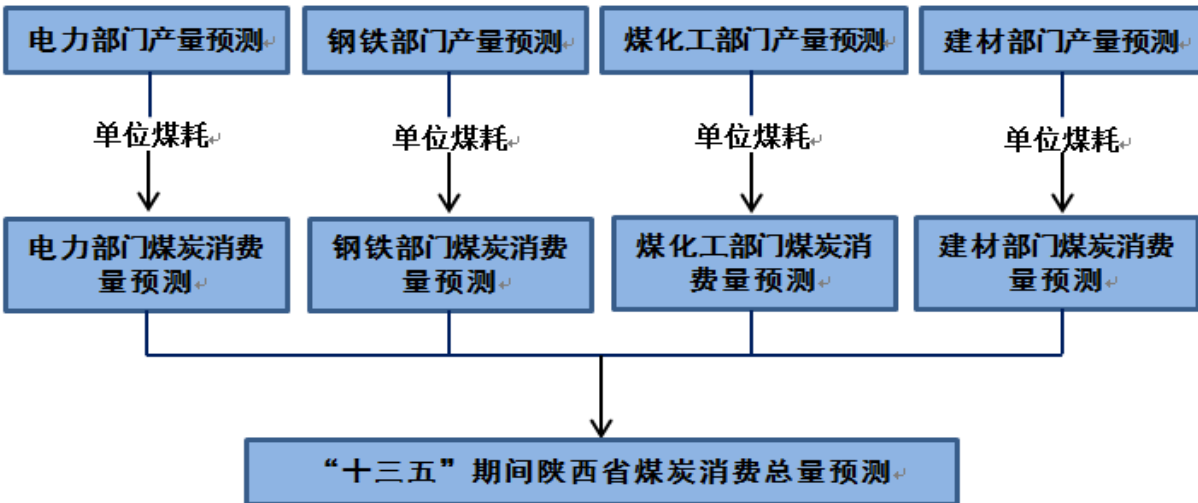 电力部门产量预测
钢铁部门产量预测
煤化工部门产量预测
建材部门产量预测
单位煤耗
单位煤耗
单位煤耗
单位煤耗
电力部门煤炭消费
量预测
钢铁部门煤炭消费
量预测
煤化工部门煤炭消
费量预测
建材部门煤炭消费
量预测
“十三五”期间陕西省煤炭消费总量预测